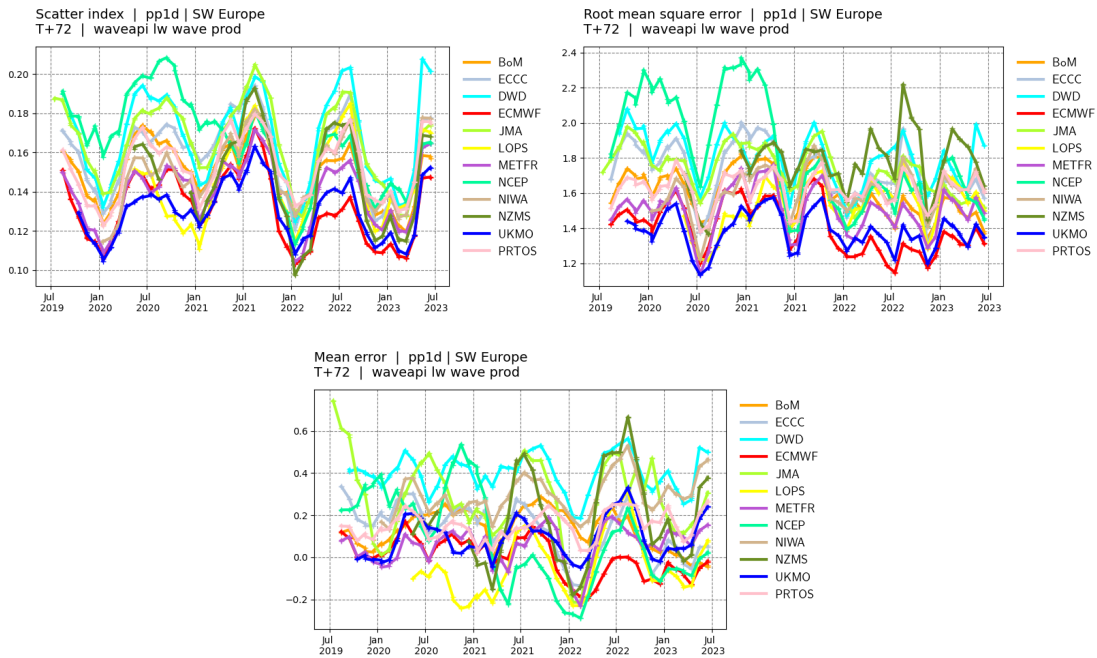 Scatter index | pp1d | SW Europe
T+72 | waveapi lw wave prod
0.20
0.18
0.16
0.14
0.12
0.10
Jul 2019
Jan 2020
Jul 2020
Jan 2021
Jul 2021
Jan 2022
Jul 2022
Jan 2023
Jul 2023
BoM
ECCC
DWD
ECMWF
JMA
LOPS
METFR
NCEP
NIWA
NZMS
UKMO
PRTOS
Root mean square error | pp1d | SW Europe
T+72 | waveapi lw wave prod
2.4
2.2
2.0
1.8
1.6
1.4
1.2
Jul 2019
Jan 2020
Jul 2020
Jan 2021
Jul 2021
Jan 2022
Jul 2022
Jan 2023
Jul 2023
BoM
ECCC
DWD
ECMWF
JMA
LOPS
METFR
NCEP
NIWA
NZMS
UKMO
PRTOS
Mean error | pp1d | SW Europe
T+72 | waveapi lw wave prod
0.6
0.4
0.2
0.0
−0.2
Jul 2019
Jan 2020
Jul 2020
Jan 2021
Jul 2021
Jan 2022
Jul 2022
Jan 2023
Jul 2023
BoM
ECCC
DWD
ECMWF
JMA
LOPS
METFR
NCEP
NIWA
NZMS
UKMO
PRTOS